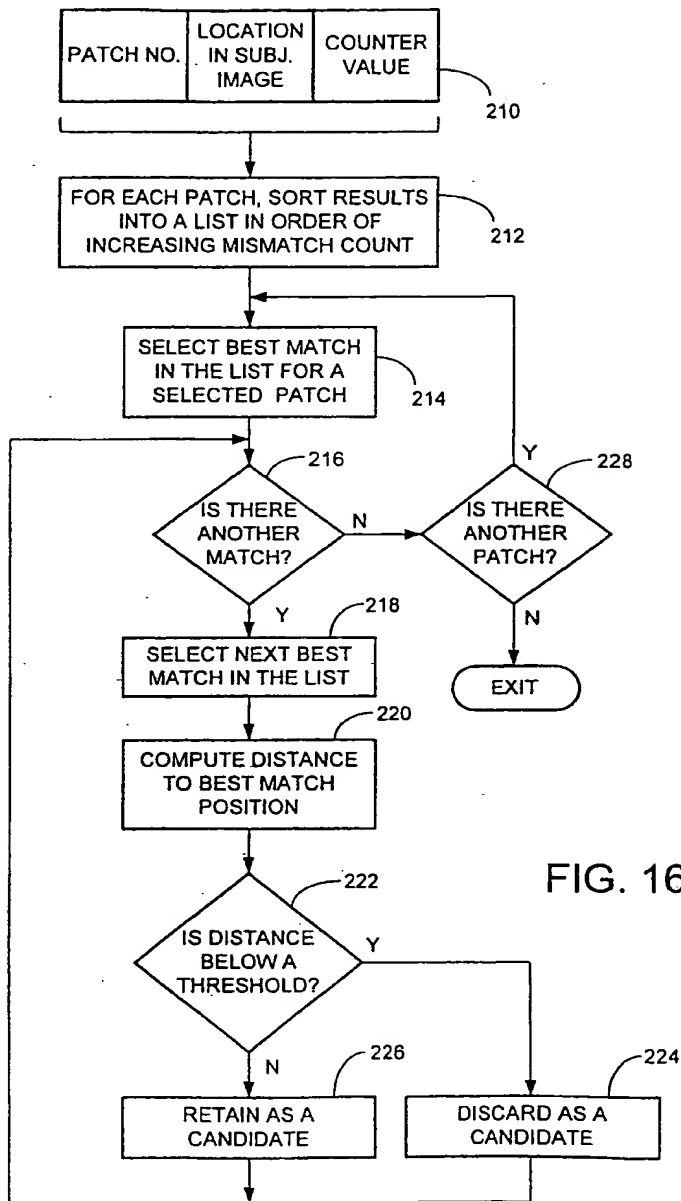 PATCH NO.
LOCATION
IN SUBJ.
IMAGE
COUNTER
VALUE
210
FOR EACH PATCH, SORT RESULTS
INTO A LIST IN ORDER OF
INCREASING MISMATCH COUNT
212
SELECT BEST MATCH
IN THE LIST FOR A
SELECTED PATCH
214
216
IS THERE
ANOTHER
MATCH?
N
Y
228
IS THERE
ANOTHER
PATCH?
Y
N
EXIT
218
SELECT NEXT BEST
MATCH IN THE LIST
220
COMPUTE DISTANCE
TO BEST MATCH
POSITION
FIG. 16
222
IS DISTANCE
BELOW A
THRESHOLD?
Y
N
226
RETAIN AS A
CANDIDATE
224
DISCARD AS A
CANDIDATE